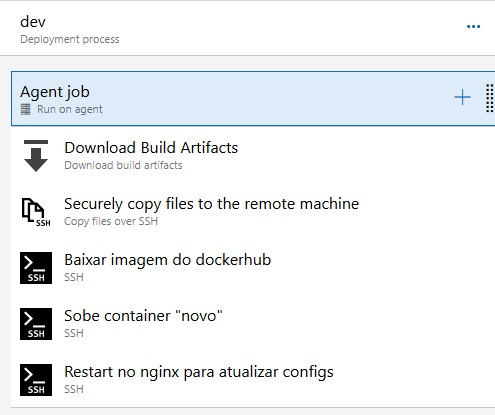 dev
Deployment process
Agent job
Run on agent
Download Build Artifacts
Download build artifacts
Securely copy files to the remote machine
SSH
Copy files over SSH
Baixar imagem do dockerhub
SSH
SSH
Sobe container "novo"
SSH
SSH
Restart no nginx para atualizar configs
SSH
SSH